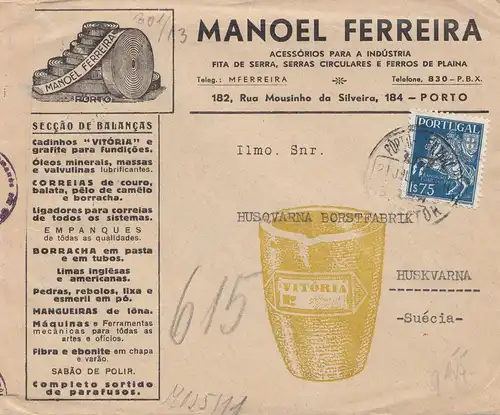 301/13
MANOEL FERREIRA
PORTO
MANOEL FERREIRA
ACESSÓRIOS PARA A INDÚSTRIA
FITA DE SERRA, SERRAS CIRCULARES E FERROS DE PLAINA
Teleg.: MFERREIRA
Telefone, 830 - P.B.X.
182, Rua Mousinho da Silveira, 184 — PORTO
SECÇÃO DE BALANÇAS
Cadinhos "VITÓRIA" e
grafite para fundições.
Óleos minerais, massas
e valvulinas lubrificantes.
CORREIAS de couro,
balata, pêlo de camêlo
e borracha.
Ligadores para correias
de todos os sistemas.
EMPANQUES
de tôdas as qualidades.
BORRACHA em pasta
e em tubos.
Limas inglêsas
e americanas.
Pedras, rebolos, lixa e
esmeril em pó.
MANGUEIRAS de lôna.
Máquinas e Ferramentas
mecânicas para tôdas as
artes e ofícios.
Fibra e ebonite em chapa
e varão.
SABÃO DE POLIR.
Completo sortido
de parafusos.
PORTUGAL
1$75
Ilmo. Snr.
HUSQVARNA BORSTFABRIK
VITÓRIA
Nº
HUSKVARNA
-Suécia-
615